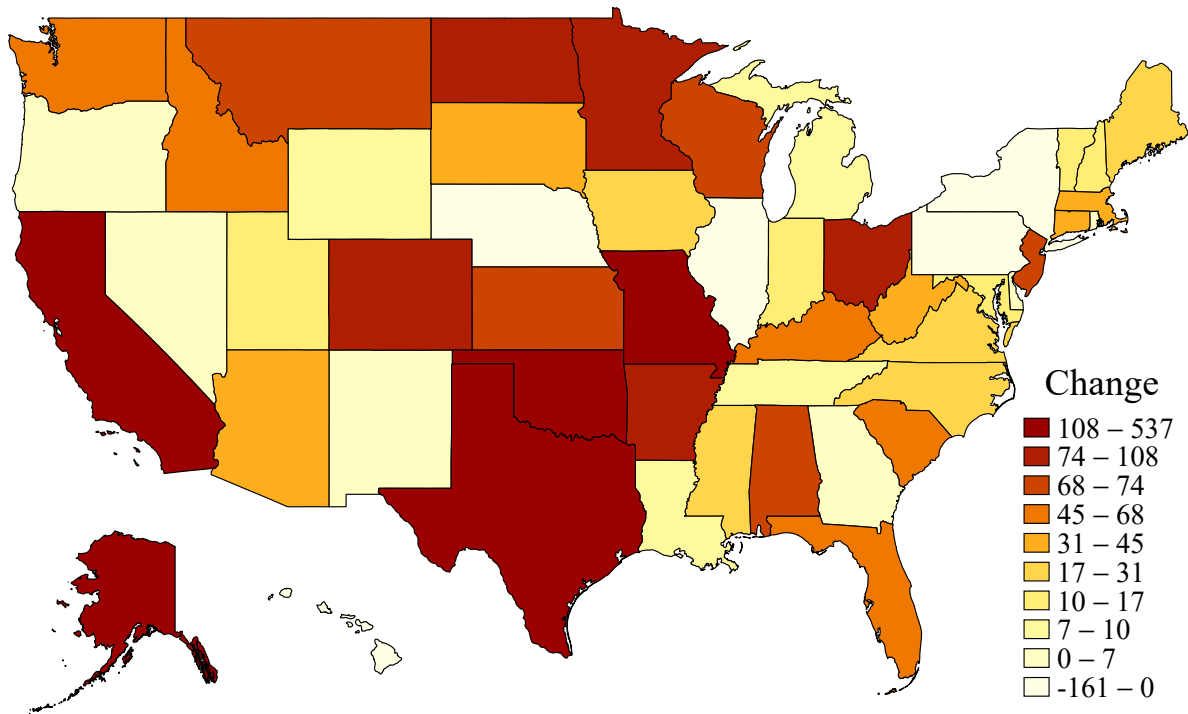 Change
108 – 537
74 – 108
68 – 74
45 – 68
31 – 45
17 – 31
10 – 17
7 – 10
0 – 7
-161 – 0